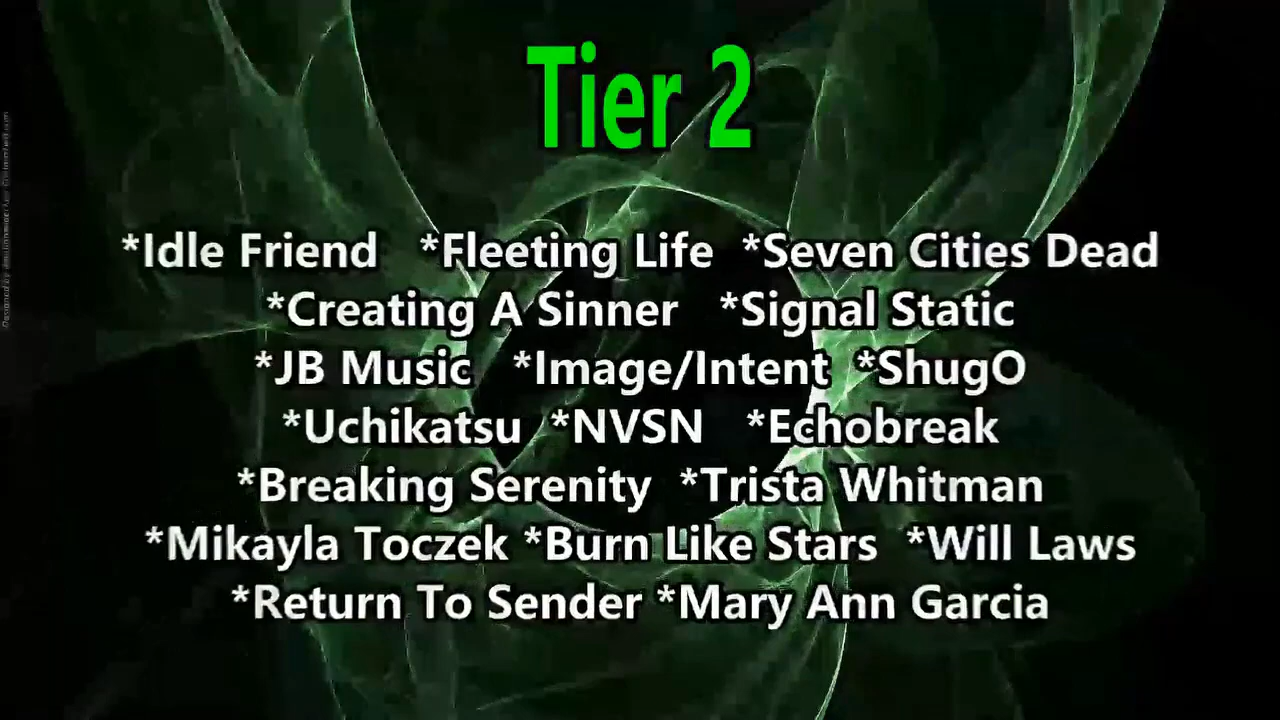 Tier 2
*Idle Friend *Fleeting Life *Seven Cities Dead
*Creating A Sinner *Signal Static
*JB Music *Image/Intent *ShugO
*Uchikatsu *NVSN *Echobreak
*Breaking Serenity *Trista Whitman
*Mikayla Toczek *Burn Like Stars *Will Laws
*Return To Sender *Mary Ann Garcia